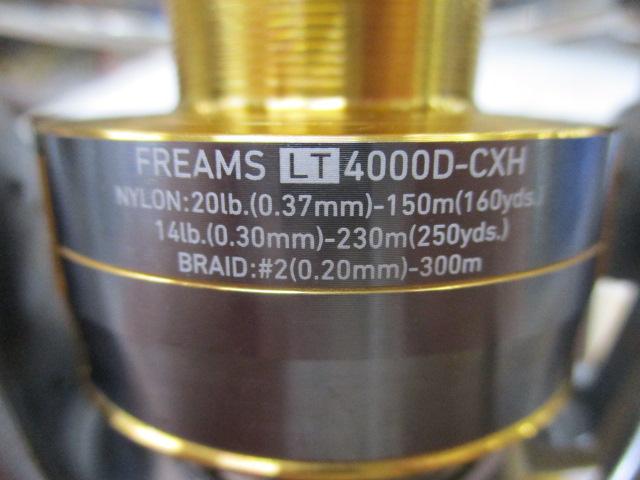 FREAMS LT 4000D-CXH
NYLON:20lb.(0.37mm)-150m(160yds.)
14lb.(0.30mm)-230m(250yds.)
BRAID:#2(0.20mm)-300m